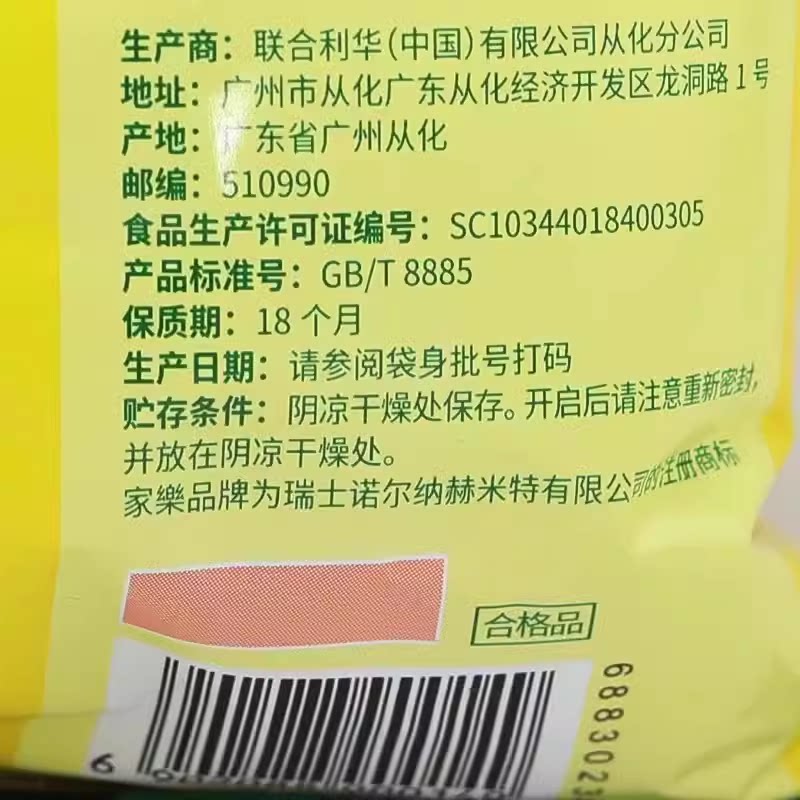 生产商：联合利华(中国)有限公司从化分公司
地址：广州市从化广东从化经济开发区龙洞路1号
产地：广东省广州从化
邮编：510990
食品生产许可证编号：SC10344018400305
产品标准号：GB/T 8885
保质期：18 个月
生产日期：请参阅袋身批号打码
贮存条件：阴凉干燥处保存。开启后请注意重新密封，
并放在阴凉干燥处。
家樂品牌为瑞士诺尔纳赫米特有限公司的注册商标
合格品
6883023
6